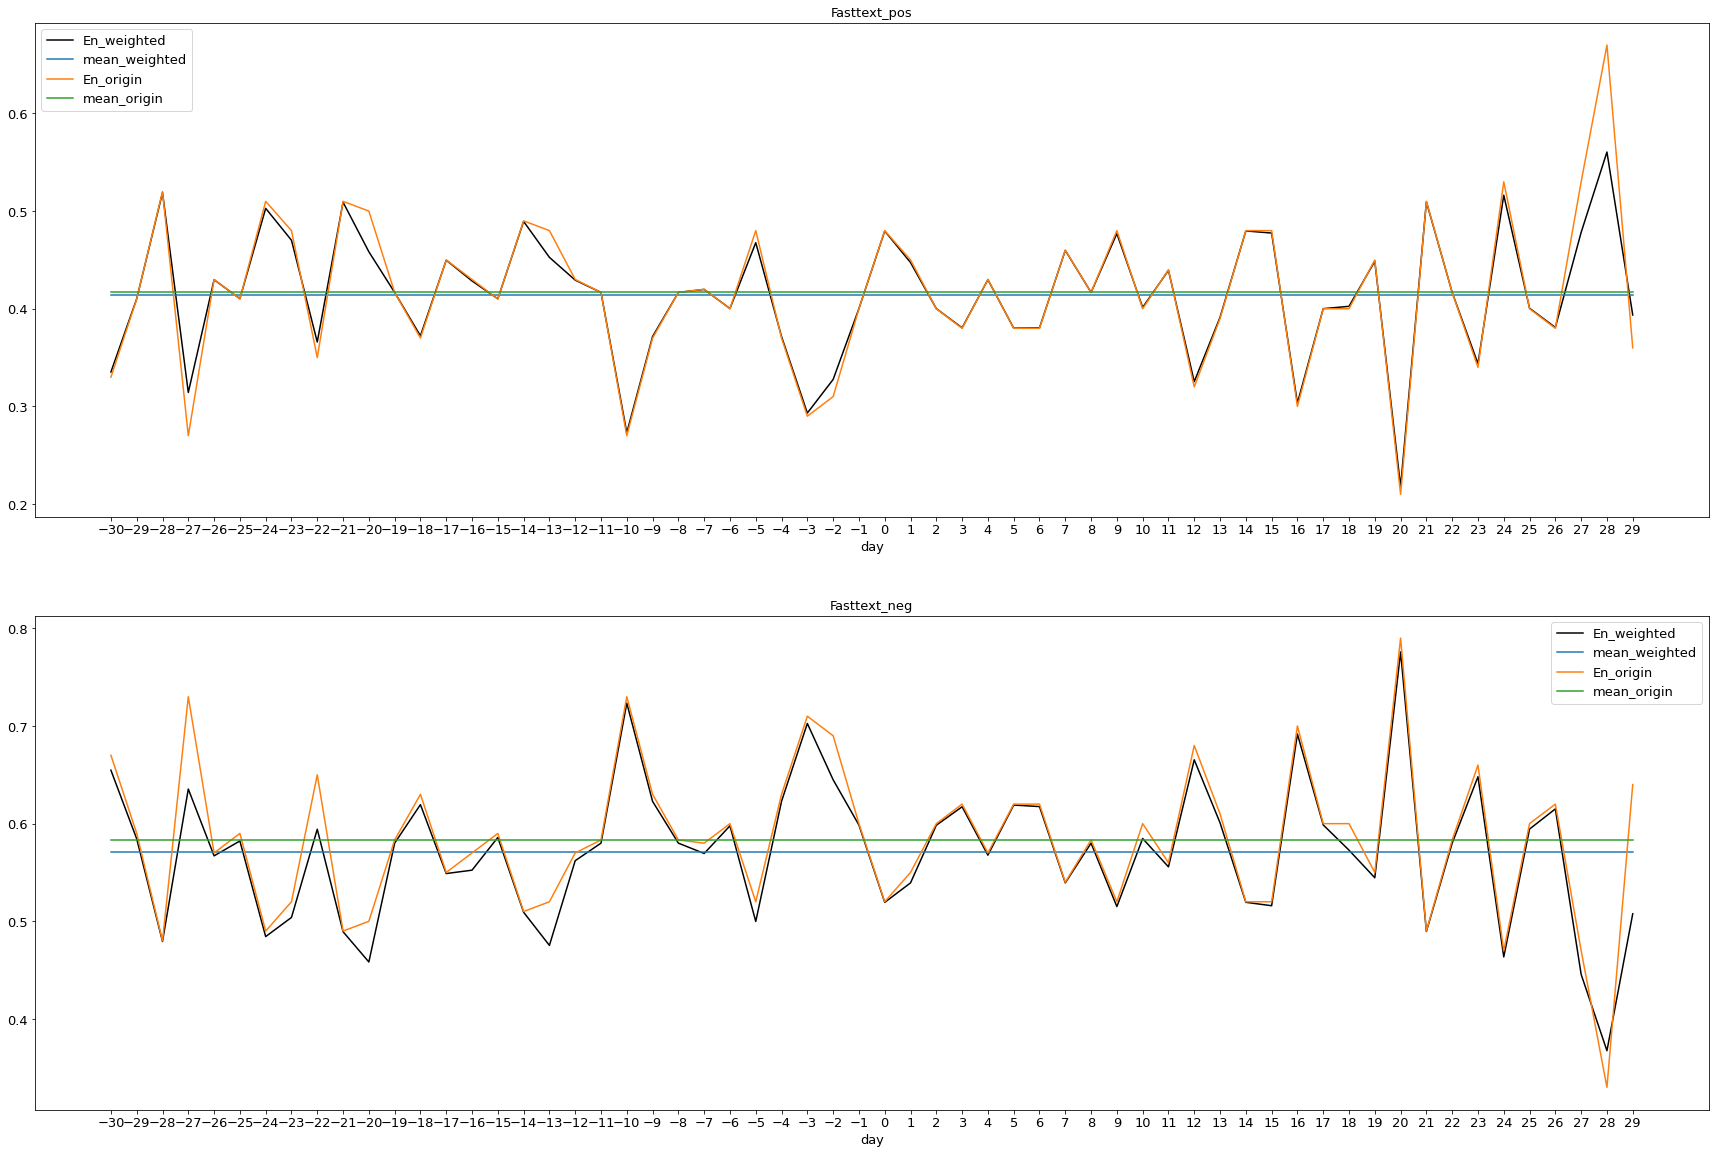 Fasttext_pos
En_weighted
mean_weighted
En_origin
mean_origin
0.6
0.5
0.4
0.3
0.2
−30 −29 −28 −27 −26 −25 −24 −23 −22 −21 −20 −19 −18 −17 −16 −15 −14 −13 −12 −11 −10 −9 −8 −7 −6 −5 −4 −3 −2 −1 0 1 2 3 4 5 6 7 8 9 10 11 12 13 14 15 16 17 18 19 20 21 22 23 24 25 26 27 28 29
day
Fasttext_neg
En_weighted
mean_weighted
En_origin
mean_origin
0.8
0.7
0.6
0.5
0.4
−30 −29 −28 −27 −26 −25 −24 −23 −22 −21 −20 −19 −18 −17 −16 −15 −14 −13 −12 −11 −10 −9 −8 −7 −6 −5 −4 −3 −2 −1 0 1 2 3 4 5 6 7 8 9 10 11 12 13 14 15 16 17 18 19 20 21 22 23 24 25 26 27 28 29
day